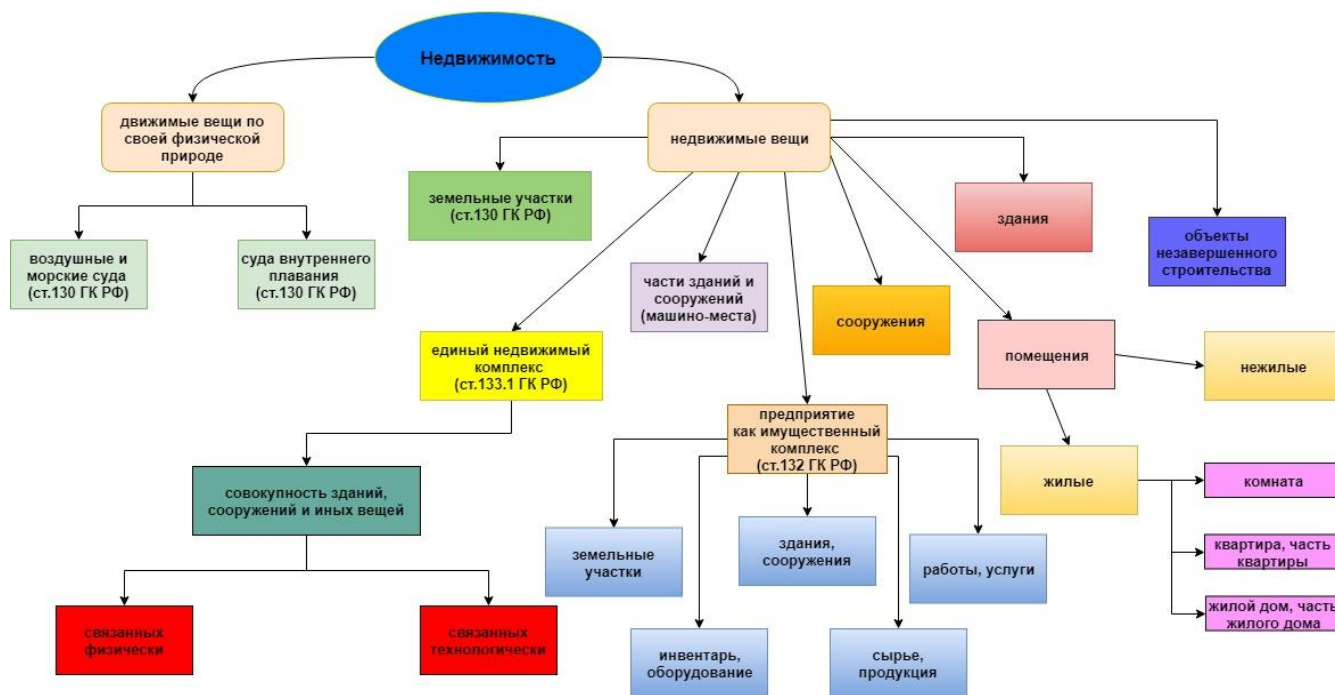 Недвижимость
движимые вещи по
своей физической
природе
недвижимые вещи
земельные участки
(ст.130 ГК РФ)
здания
воздушные и
морские суда
(ст.130 ГК РФ)
суда внутреннего
плавания
(ст.130 ГК РФ)
объекты
незавершенного
строительства
части зданий и
сооружений
(машино-места)
сооружения
единый недвижимый
комплекс
(ст.133.1 ГК РФ)
помещения
нежилые
предприятие
как имущественный
комплекс
(ст.132 ГК РФ)
жилые
комната
совокупность зданий,
сооружений и иных вещей
земельные
участки
здания,
сооружения
работы, услуги
квартира, часть
квартиры
жилой дом, часть
жилого дома
связанных
физически
связанных
технологически
инвентарь,
оборудование
сырье,
продукция